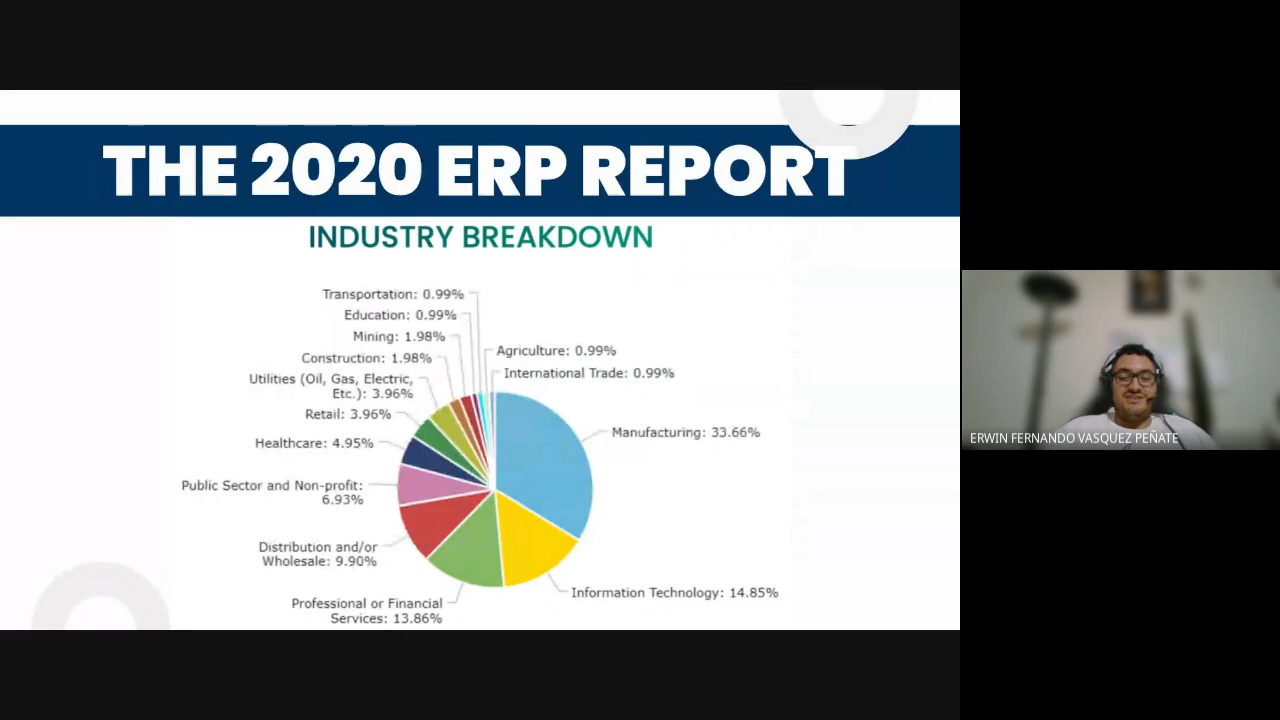 THE 2020 ERP REPORT
INDUSTRY BREAKDOWN
Transportation: 0.99%
Education: 0.99%
Mining: 1.98%
Agriculture: 0.99%
Construction: 1.98%
International Trade: 0.99%
Utilities (Oil, Gas, Electric,
Etc.): 3.96%
Retail: 3.96%
Manufacturing: 33.66%
Healthcare: 4.95%
Public Sector and Non-profit:
6.93%
Distribution and/or
Wholesale: 9.90%
Information Technology: 14.85%
Professional or Financial
Services: 13.86%
ERWIN FERNANDO VASQUEZ PEÑATE